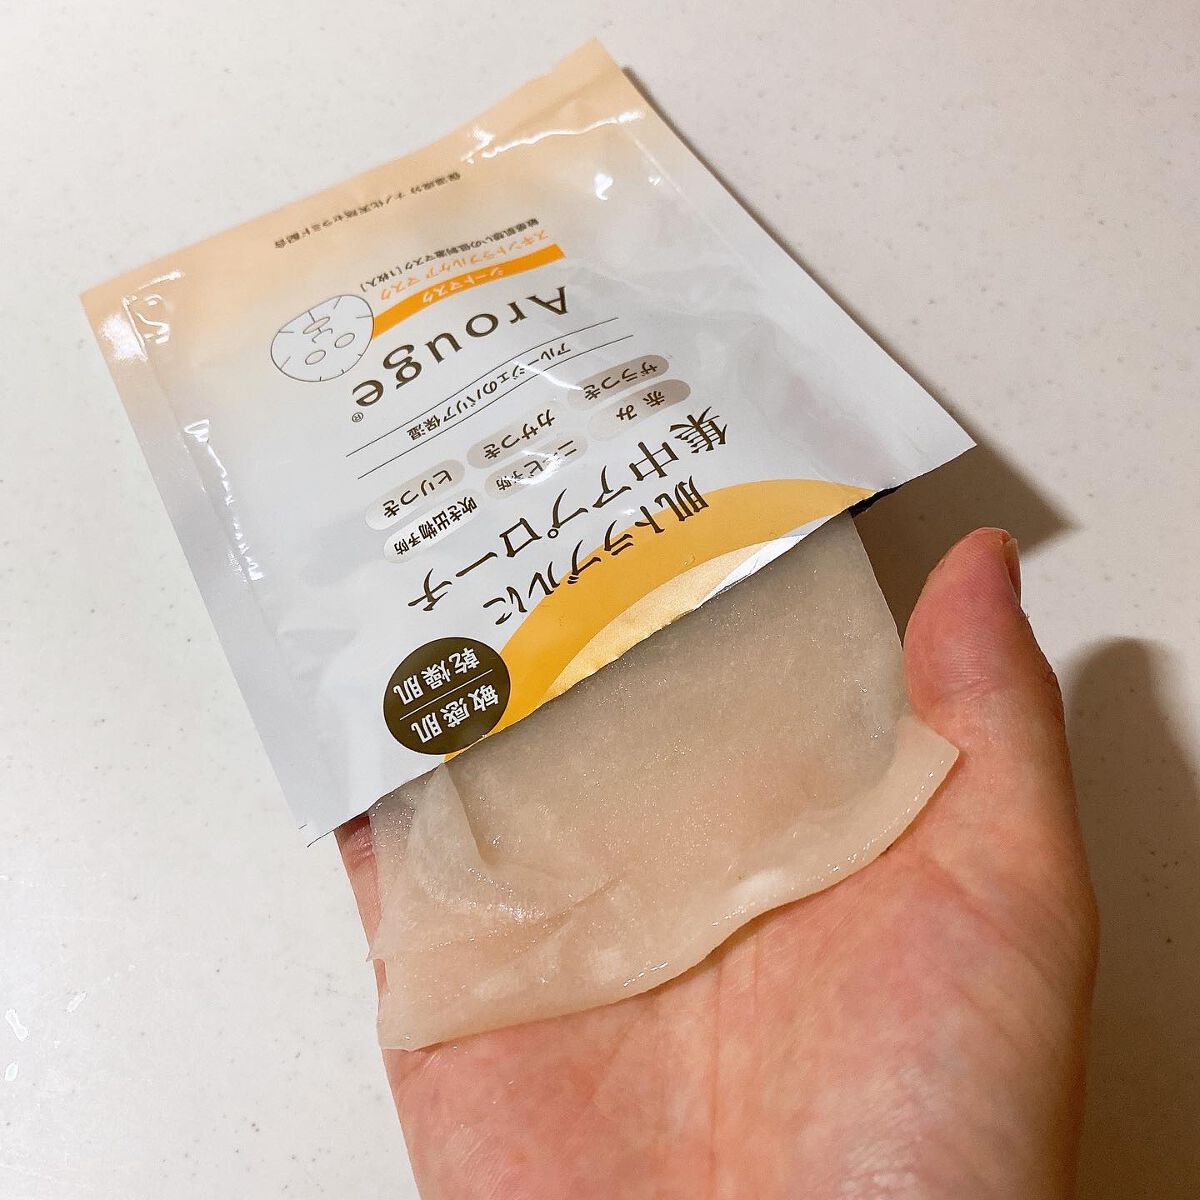 敏感肌
乾燥肌
肌トラブルに
集中アプローチ
吹き出物予防
ニキビ予防
赤み
ヒリつき
カサつき
ザラつき
アルージェのバリア保湿
Arouge®
シートマスク
スキントラブルケア マスク
敏感肌想いの低刺激マスク[1枚入]
保湿成分 ナノ化天然セラミド配合